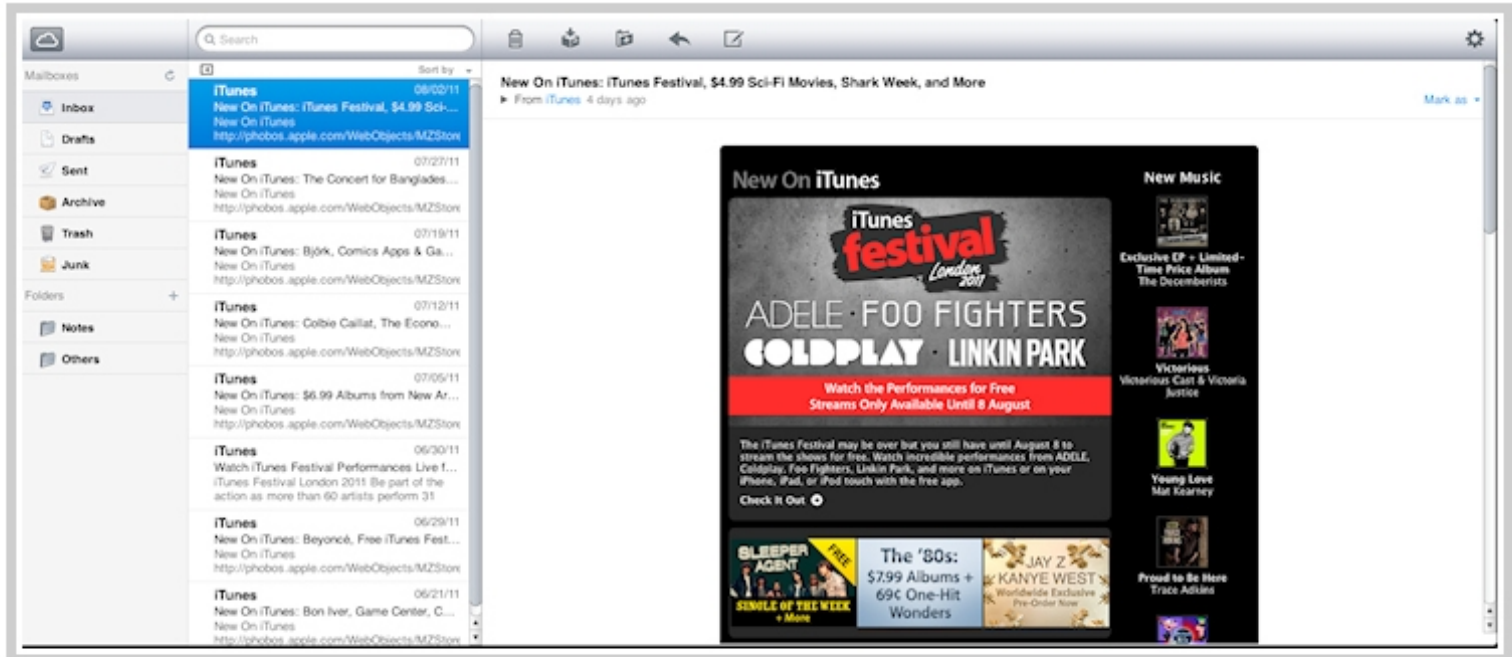 Search
Mailboxes
Inbox
Drafts
Sent
Archive
Trash
Junk
Folders
Notes
Others
Sort by
iTunes 08/02/11
New On iTunes: iTunes Festival, $4.99 Sci-...
New On iTunes
http://phobos.apple.com/WebObjects/MZStore
iTunes 07/27/11
New On iTunes: The Concert for Banglades...
New On iTunes
http://phobos.apple.com/WebObjects/MZStore
iTunes 07/19/11
New On iTunes: Björk, Comics Apps & Ga...
New On iTunes
http://phobos.apple.com/WebObjects/MZStore
iTunes 07/12/11
New On iTunes: Colbie Caillat, The Econo...
New On iTunes
http://phobos.apple.com/WebObjects/MZStore
iTunes 07/05/11
New On iTunes: $6.99 Albums from New Ar...
New On iTunes
http://phobos.apple.com/WebObjects/MZStore
iTunes 06/30/11
Watch iTunes Festival Performances Live f...
iTunes Festival London 2011 Be part of the
action as more than 60 artists perform 31
iTunes 06/29/11
New On iTunes: Beyoncé, Free iTunes Fest...
New On iTunes
http://phobos.apple.com/WebObjects/MZStore
iTunes 06/21/11
New On iTunes: Bon Iver, Game Center, C...
New On iTunes
http://phobos.apple.com/WebObjects/MZStore
New On iTunes: iTunes Festival, $4.99 Sci-Fi Movies, Shark Week, and More
From iTunes 4 days ago
Mark as
New On iTunes
iTunes
festival
London
2011
ADELE · FOO FIGHTERS
COLDPLAY · LINKIN PARK
Watch the Performances for Free
Streams Only Available Until 8 August
The iTunes Festival may be over but you still have until August 8 to
stream the shows for free. Watch incredible performances from ADELE,
Coldplay, Foo Fighters, Linkin Park, and more on iTunes or on your
iPhone, iPad, or iPod touch with the free app.
Check It Out
SLEEPER
AGENT
FREE
SINGLE OF THE WEEK
+ More
The '80s:
$7.99 Albums +
69¢ One-Hit
Wonders
JAY Z
KANYE WEST
Worldwide Exclusive
Pre-Order Now
New Music
Exclusive EP + Limited-
Time Price Album
The Decemberists
Victorious
Victorious Cast & Victoria
Justice
Young Love
Mat Kearney
Proud to Be Here
Trace Adkins